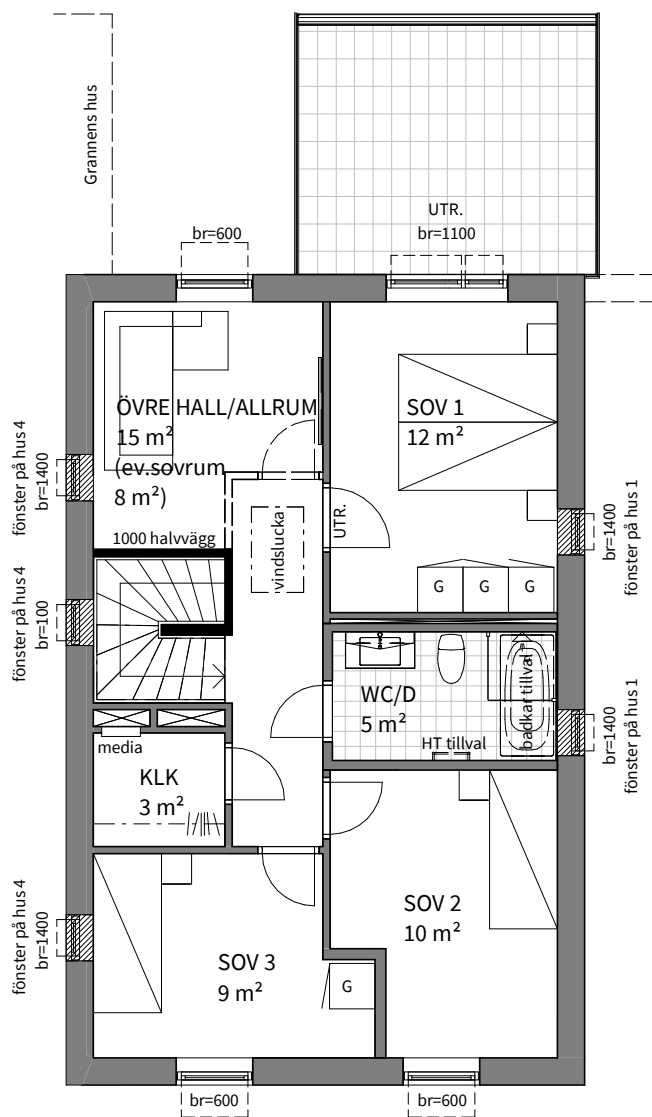 Grannens hus
UTR.
br=1100
br=600
ÖVRE HALL/ALLRUM
15 m²
(ev.sovrum
8 m²)
SOV 1
12 m²
fönster på hus 4
br=1400
1000 halvvägg
vindslucka
UTR.
br=1400
fönster på hus 1
G
G
G
fönster på hus 4
br=100
WC/D
5 m²
badkar tillval
HT tillval
br=1400
fönster på hus 1
media
KLK
3 m²
SOV 2
10 m²
fönster på hus 4
br=1400
SOV 3
9 m²
G
br=600
br=600